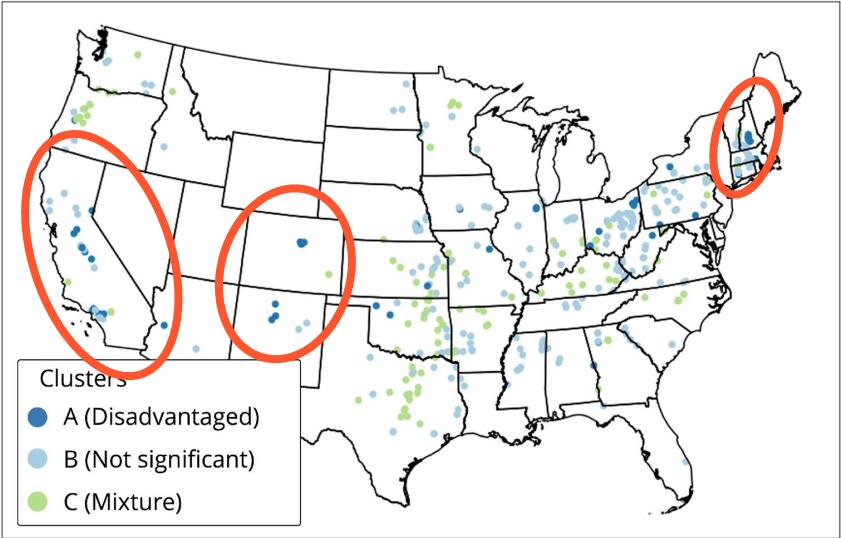 Clusters
A (Disadvantaged)
B (Not significant)
C (Mixture)